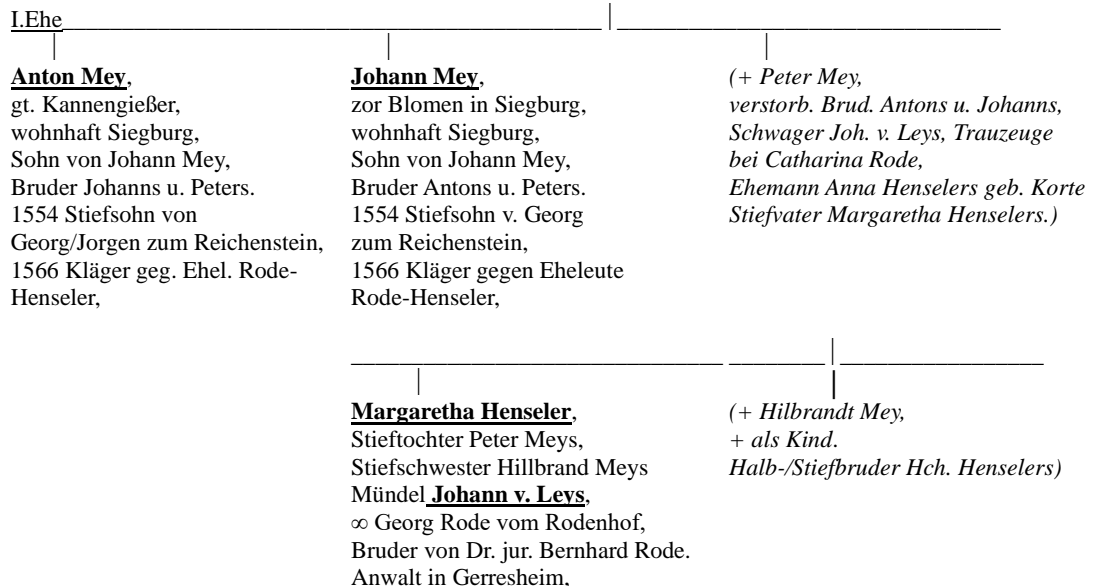 I.Ehe
Anton Mey,
gt. Kannengießer,
wohnhaft Siegburg,
Sohn von Johann Mey,
Bruder Johanns u. Peters.
1554 Stiefsohn von
Georg/Jorgen zum Reichenstein,
1566 Kläger geg. Ehel. Rode-
Henseler,
Johann Mey,
zor Blomen in Siegburg,
wohnhaft Siegburg,
Sohn von Johann Mey,
Bruder Antons u. Peters.
1554 Stiefsohn v. Georg
zum Reichenstein,
1566 Kläger gegen Eheleute
Rode-Henseler,
(+ Peter Mey,
verstorb. Brud. Antons u. Johanns,
Schwager Joh. v. Leys, Trauzeuge
bei Catharina Rode,
Ehemann Anna Henselers geb. Korte
Stiefvater Margaretha Henselers.)
Margaretha Henseler,
Stieftochter Peter Meys,
Stiefschwester Hillbrand Meys
Mündel Johann v. Leys,
∞ Georg Rode vom Rodenhof,
Bruder von Dr. jur. Bernhard Rode.
Anwalt in Gerresheim,
(+ Hilbrandt Mey,
+ als Kind.
Halb-/Stiefbruder Hch. Henselers)